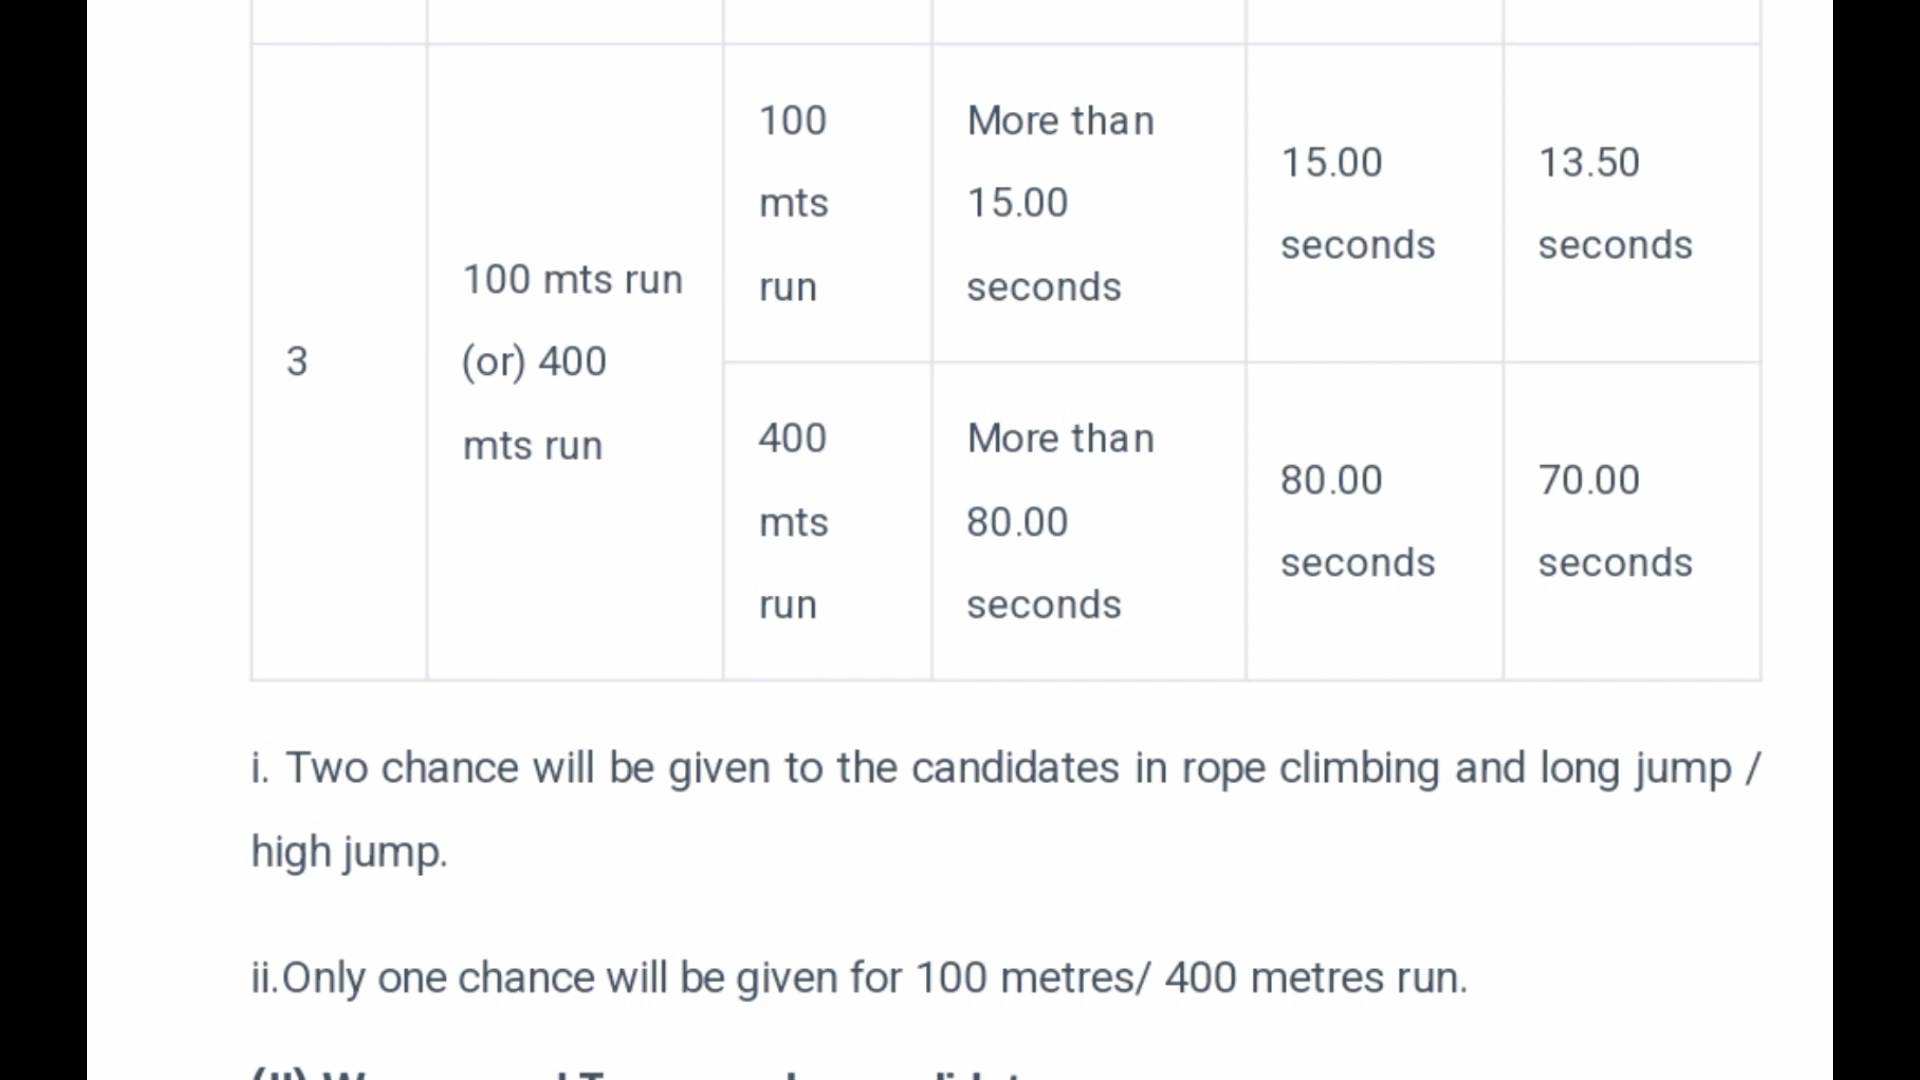 3
100 mts run
(or) 400
mts run
100
mts
run
More than
15.00
seconds
15.00
seconds
13.50
seconds
400
mts
run
More than
80.00
seconds
80.00
seconds
70.00
seconds
i. Two chance will be given to the candidates in rope climbing and long jump /
high jump.
ii.Only one chance will be given for 100 metres/ 400 metres run.